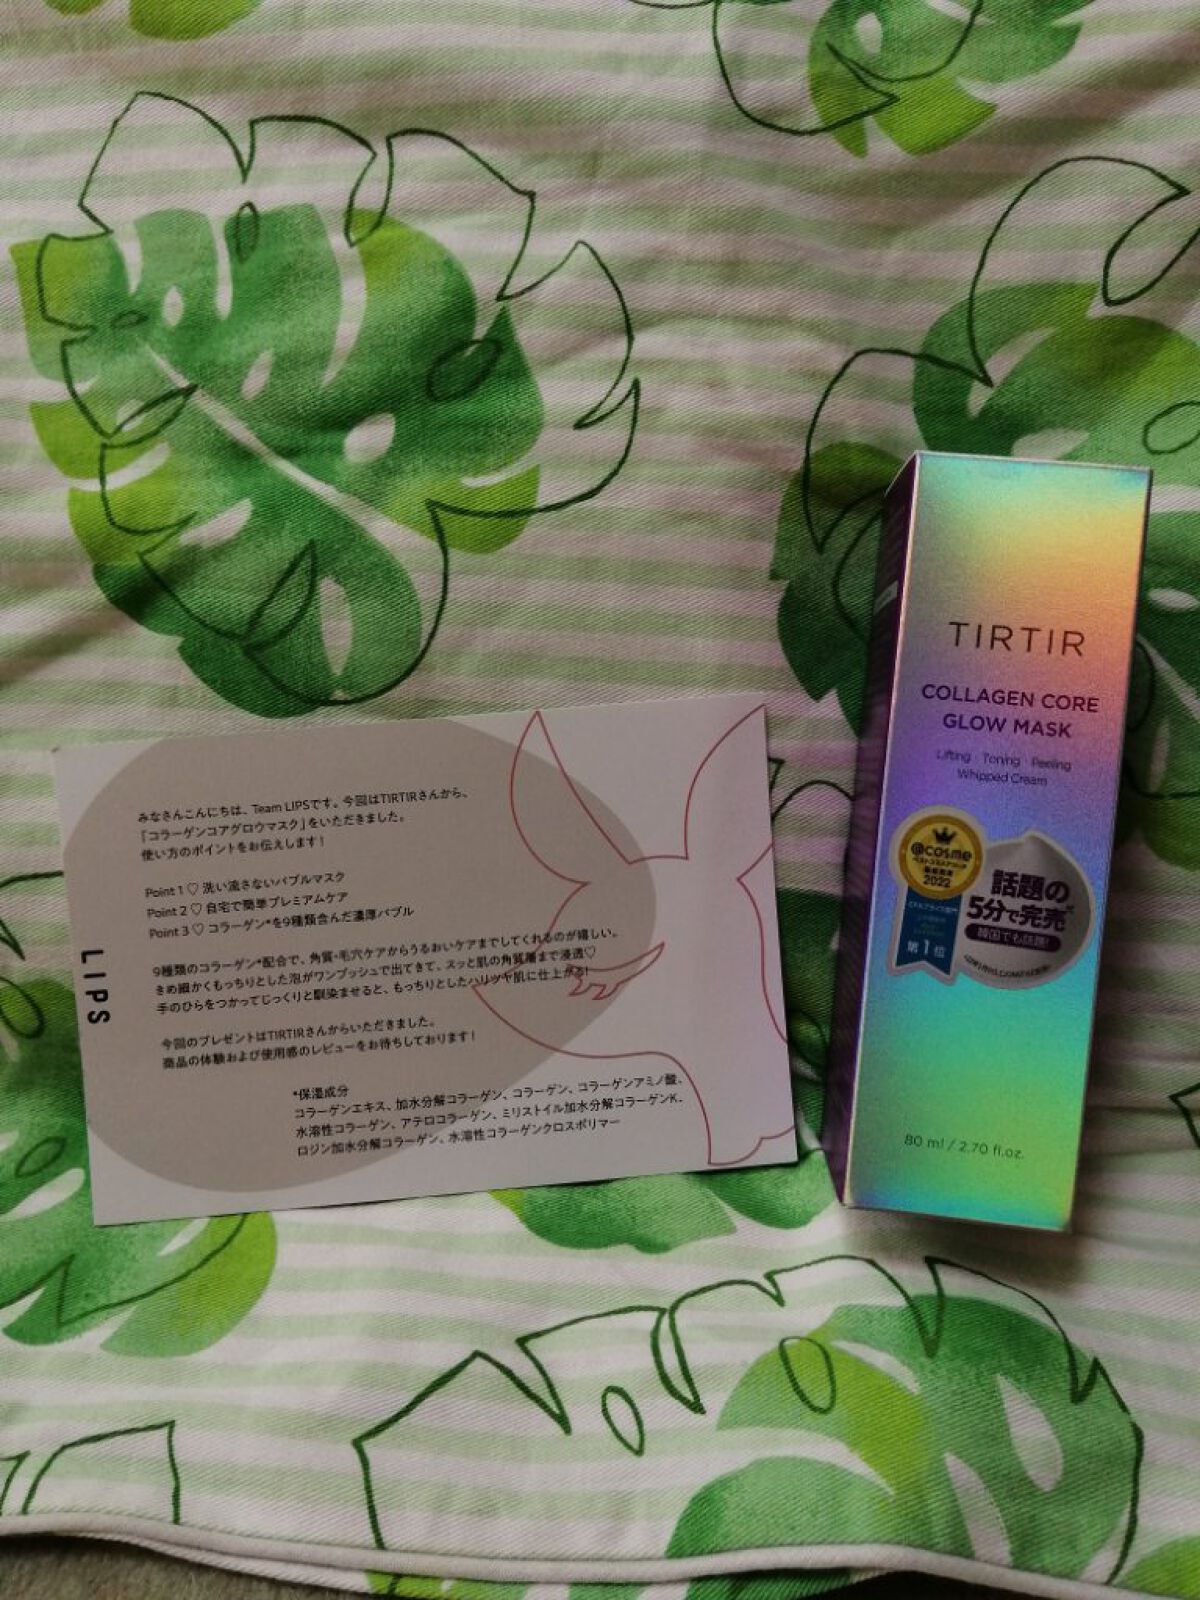 みなさんこんにちは、Team LIPSです。今回はTIRTIRさんから、
「コラーゲンコアグロウマスク」をいただきました。
使い方のポイントをお伝えします！
Point 1 ♡ 洗い流さないバブルマスク
Point 2 ♡ 自宅で簡単プレミアムケア
Point 3 ♡ コラーゲン*を9種類含んだ濃厚バブル
9種類のコラーゲン*配合で、角質・毛穴ケアからうるおいケアまでしてくれるのが嬉しい。
きめ細かくもっちりとした泡がワンプッシュで出てきて、スッと肌の角質層まで浸透♡
手のひらをつかってじっくりと馴染ませると、もっちりとしたハリツヤ肌に仕上がる！
今回のプレゼントはTIRTIRさんからいただきました。
商品の体験および使用感のレビューをお待ちしております！
*保湿成分
コラーゲンエキス、加水分解コラーゲン、コラーゲン、コラーゲンアミノ酸、
水溶性コラーゲン、アテロコラーゲン、ミリストイル加水分解コラーゲンK、
ロジン加水分解コラーゲン、水溶性コラーゲンクロスポリマー
LIPS
TIRTIR
COLLAGEN CORE
GLOW MASK
Lifting Toning Peeling
Whipped Cream
@cosme
ベストコスメアワード
2022
第1位
話題の
5分で完売*
韓国でも話題!
80 ml / 2.70 fl.oz.